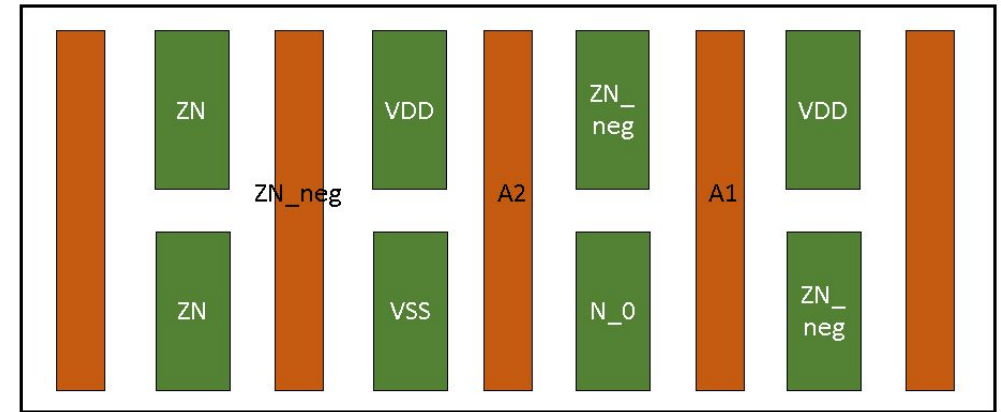 ZN
VDD
ZN_
neg
VDD
ZN_neg
A2
A1
ZN
VSS
N_0
ZN_
neg